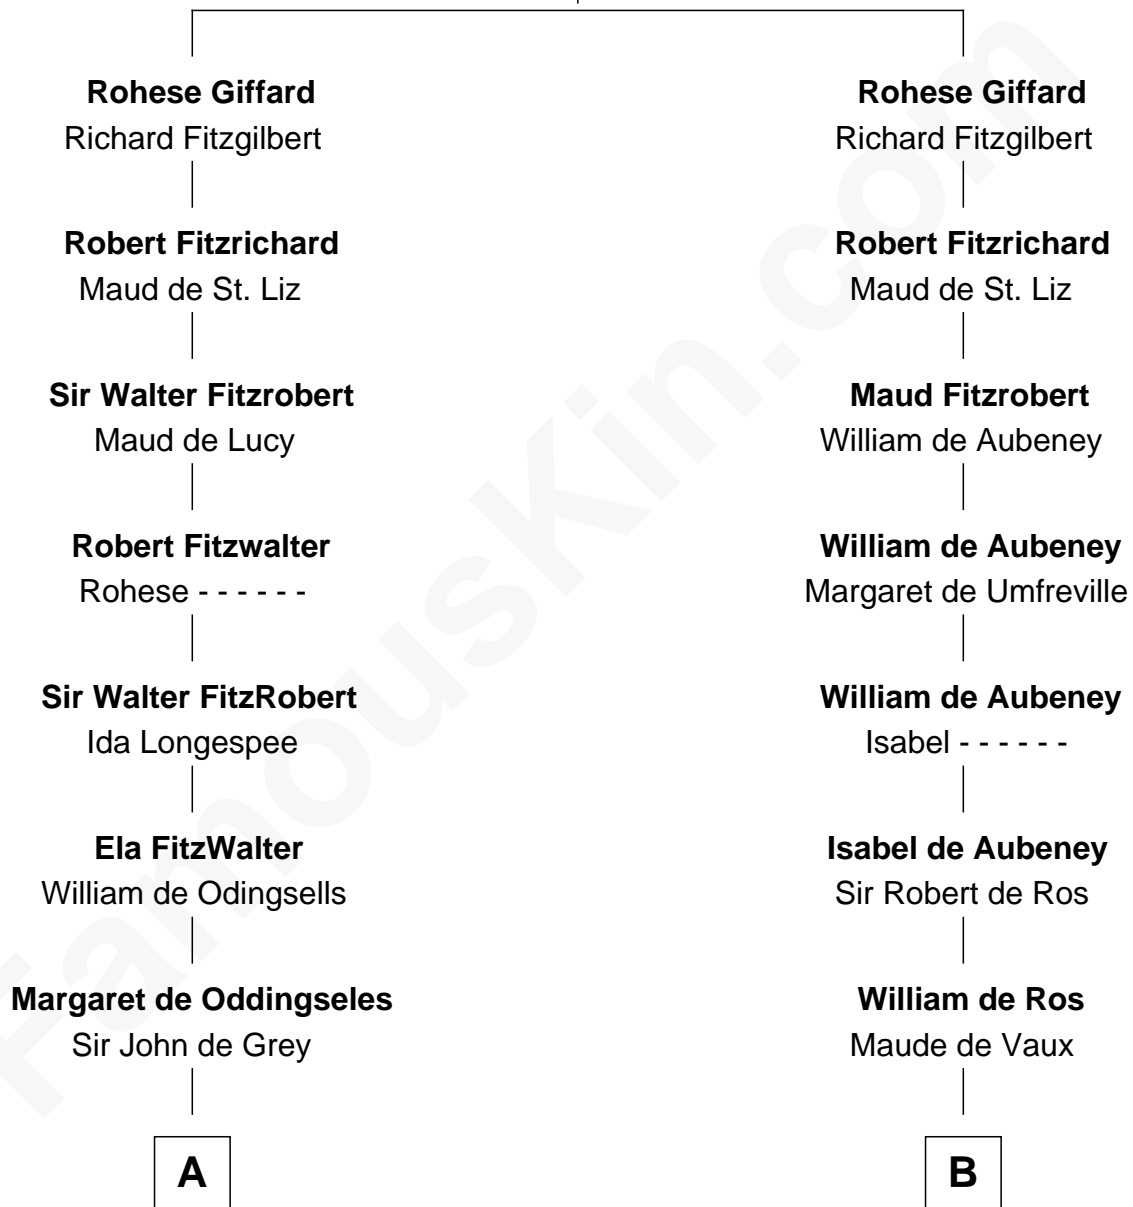 Rohese Giffard
Richard Fitzgilbert
Robert Fitzrichard
Maud de St. Liz
Sir Walter Fitzrobert
Maud de Lucy
Robert Fitzwalter
Rohese - - - - - -
Sir Walter FitzRobert
Ida Longespee
Ela FitzWalter
William de Odingsells
Margaret de Oddingseles
Sir John de Grey
A
Rohese Giffard
Richard Fitzgilbert
Robert Fitzrichard
Maud de St. Liz
Maud Fitzrobert
William de Aubeney
William de Aubeney
Margaret de Umfreville
William de Aubeney
Isabel - - - - - -
Isabel de Aubeney
Sir Robert de Ros
William de Ros
Maude de Vaux
B
FamousKin.com